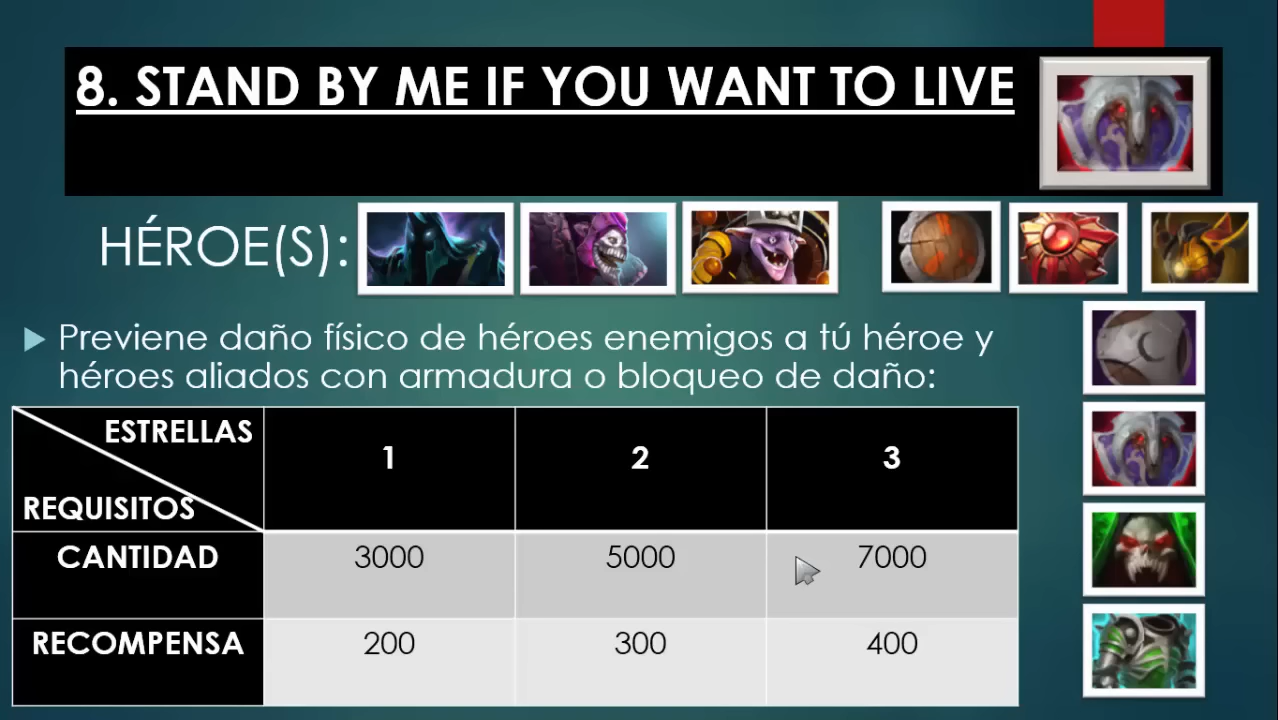 8. STAND BY ME IF YOU WANT TO LIVE
HÉROE(S):
Previene daño físico de héroes enemigos a tú héroe y
héroes aliados con armadura o bloqueo de daño:
ESTRELLAS
REQUISITOS
1 2 3
CANTIDAD 3000 5000 7000
RECOMPENSA 200 300 400